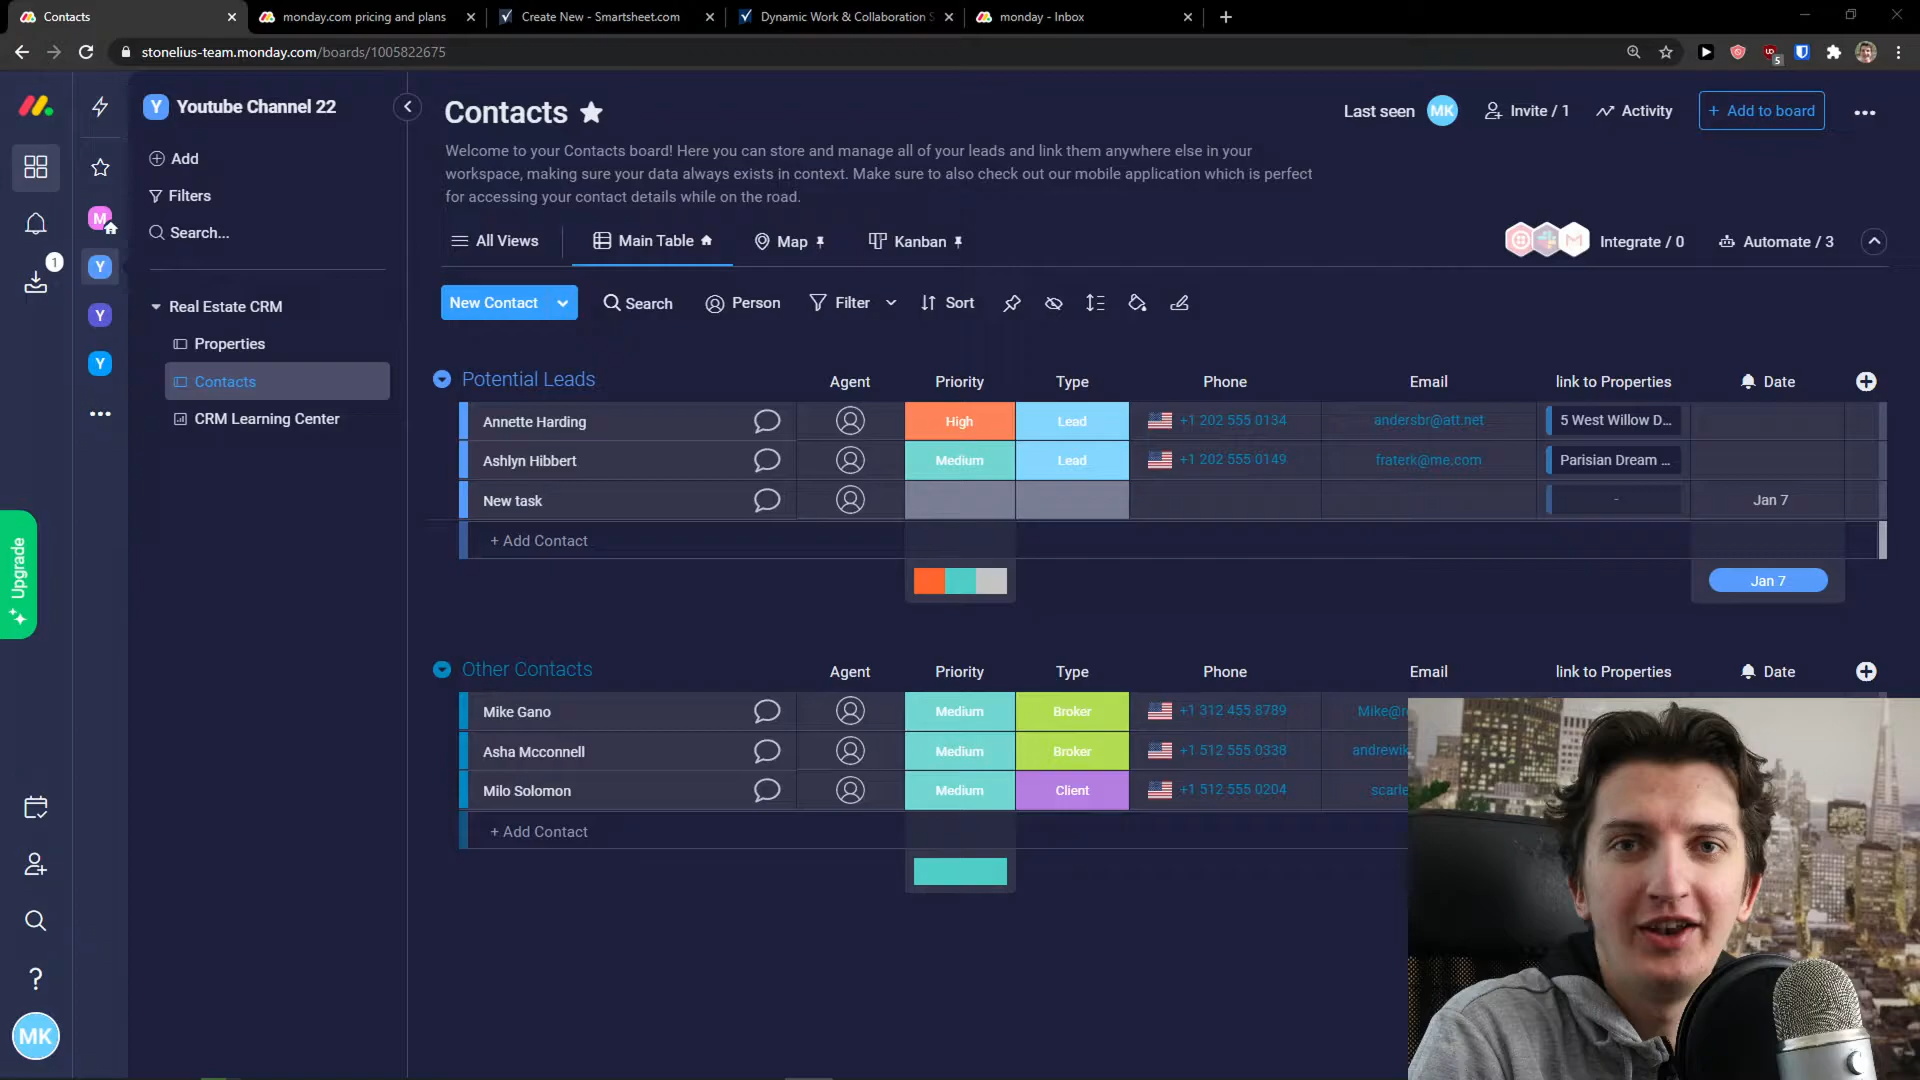 Contacts
monday.com pricing and plans
Create New - Smartsheet.com
Dynamic Work & Collaboration S
monday - Inbox
stonelius-team.monday.com/boards/1005822675
5
Y
Youtube Channel 22
Add
Filters
Search...
Real Estate CRM
Properties
Contacts
CRM Learning Center
M
1
Y
Y
Y
Upgrade
?
MK
Contacts
Last seen
MK
Invite / 1
Activity
+ Add to board
Welcome to your Contacts board! Here you can store and manage all of your leads and link them anywhere else in your
workspace, making sure your data always exists in context. Make sure to also check out our mobile application which is perfect
for accessing your contact details while on the road.
All Views
Main Table
Map
Kanban
Integrate / 0
Automate / 3
New Contact
Search
Person
Filter
Sort
Potential Leads
Agent
Priority
Type
Phone
Email
link to Properties
Date
Annette Harding
High
Lead
+1 202 555 0134
andersbr@att.net
5 West Willow D...
Ashlyn Hibbert
Medium
Lead
+1 202 555 0149
fraterk@me.com
Parisian Dream ...
New task
-
Jan 7
+ Add Contact
Jan 7
Other Contacts
Agent
Priority
Type
Phone
Email
link to Properties
Date
Mike Gano
Medium
Broker
+1 312 455 8789
Mike@r
Asha Mcconnell
Medium
Broker
+1 512 555 0338
andrewik
Milo Solomon
Medium
Client
+1 512 555 0204
scarle
+ Add Contact